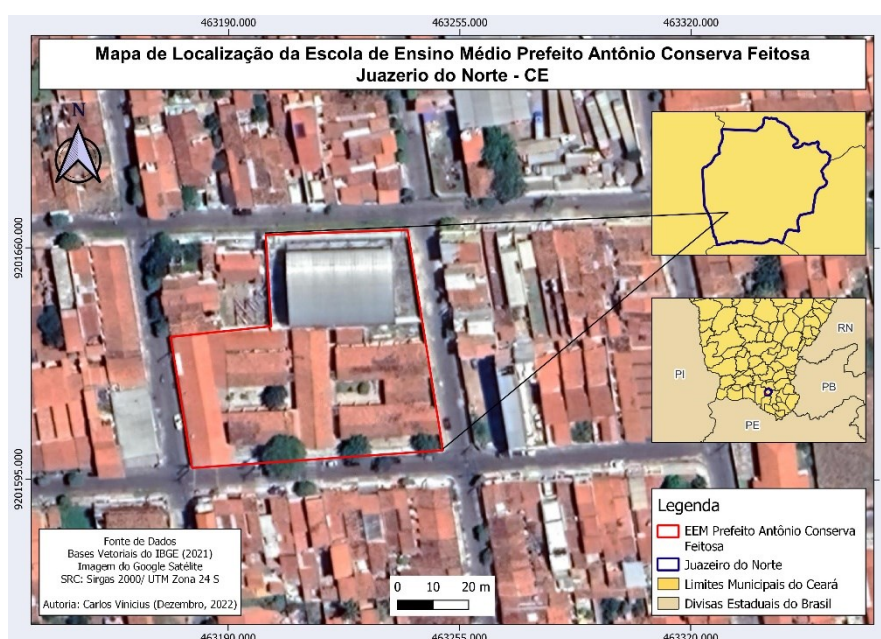 463190.000
463255.000
463320.000
Mapa de Localização da Escola de Ensino Médio Prefeito Antônio Conserva Feitosa
Juazerio do Norte - CE
N
9201660.000
9201595.000
RN
PI
PB
PE
Legenda
EEM Prefeito Antônio Conserva
Feitosa
Juazeiro do Norte
Limites Municipais do Ceará
Divisas Estaduais do Brasil
Fonte de Dados
Bases Vetoriais do IBGE (2021)
Imagem do Google Satélite
SRC: Sirgas 2000/ UTM Zona 24 S
Autoria: Carlos Vinicius (Dezembro, 2022)
0 10 20 m
463190.000
463255.000
463320.000